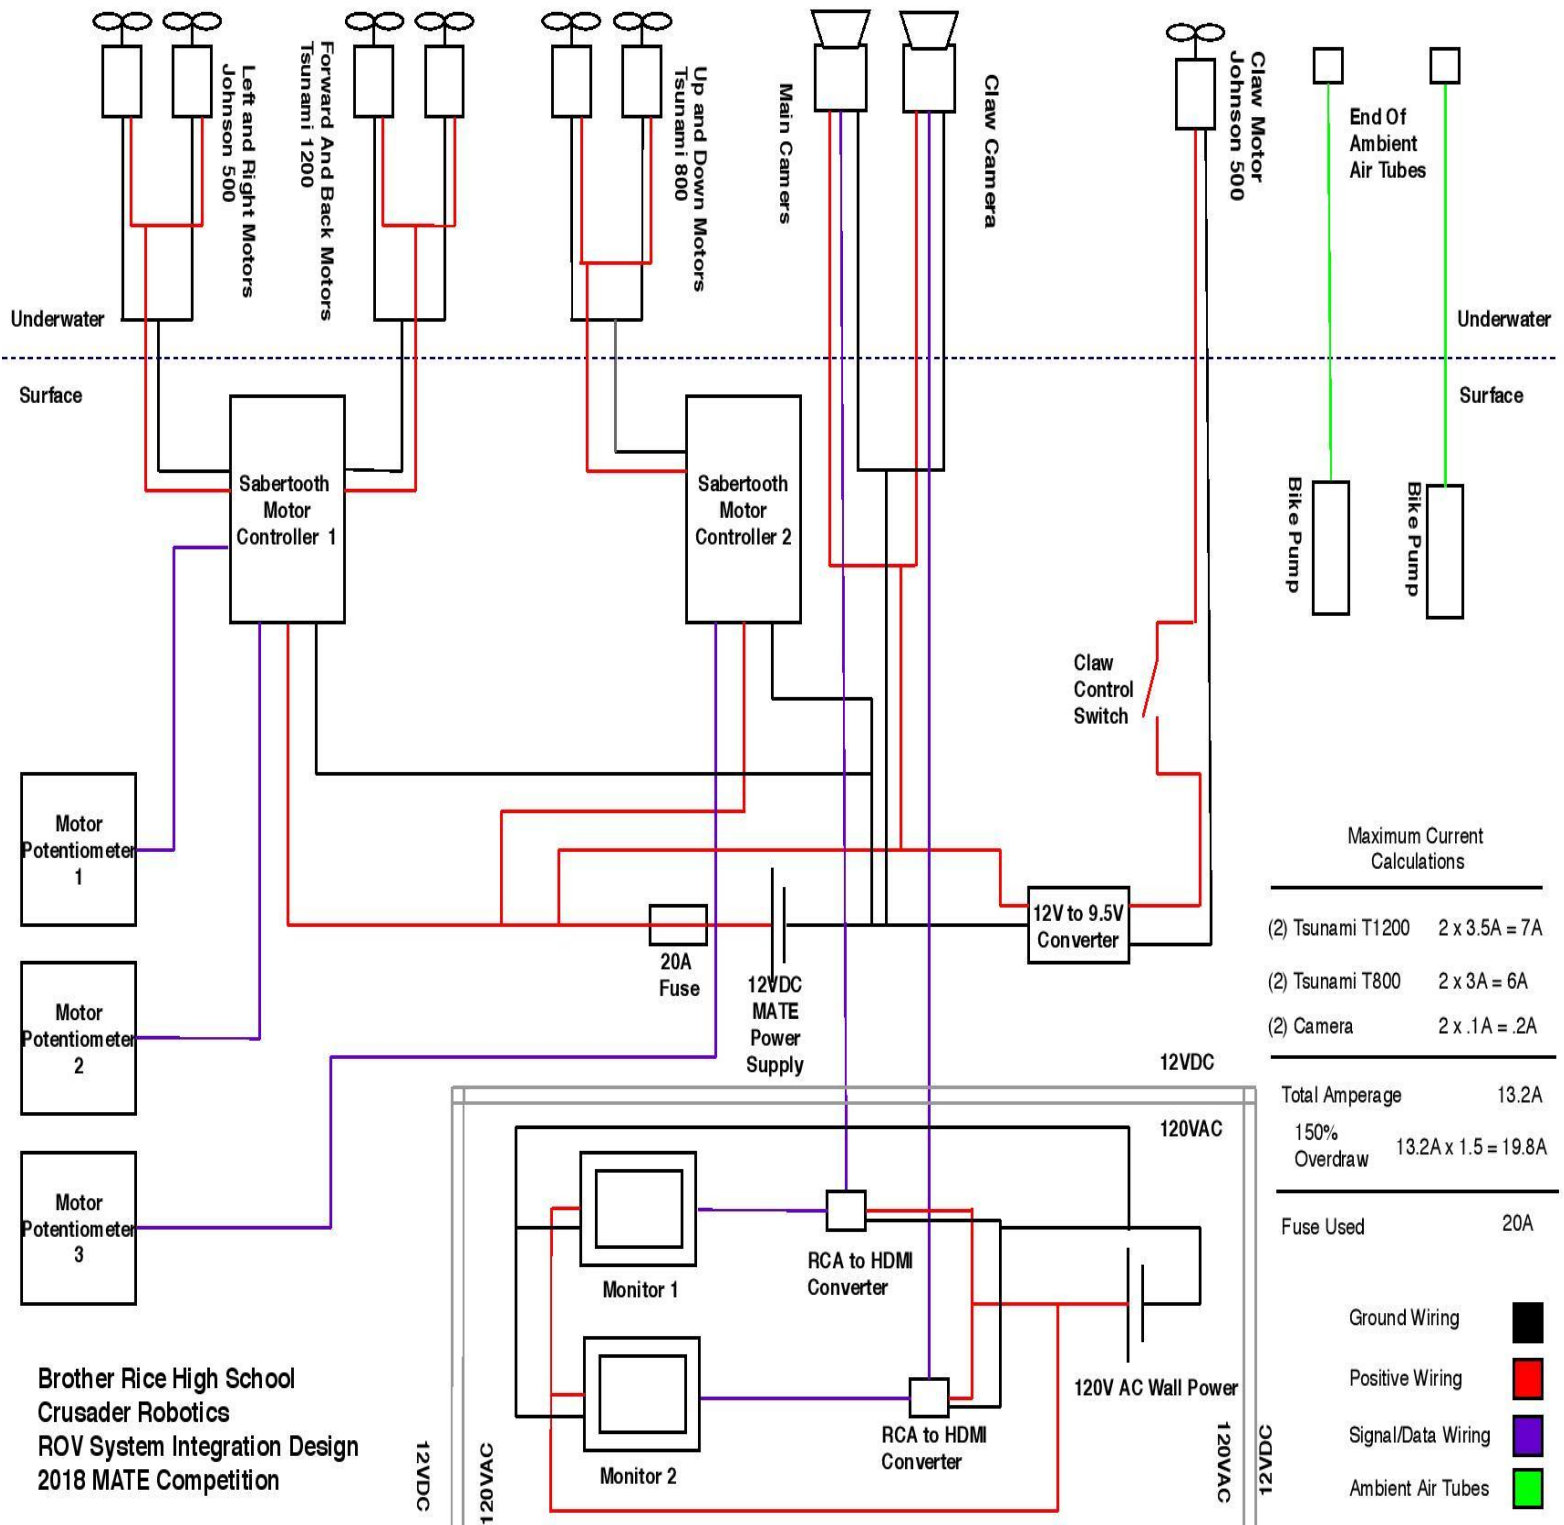 Left and Right Motors
Johnson 500
Forward And Back Motors
Tsunami 1200
Up and Down Motors
Tsunami 800
Main Camers
Claw Camera
Claw Motor
Johnson 500
End Of
Ambient
Air Tubes
Underwater
Underwater
Surface
Surface
Sabertooth
Motor
Controller 1
Sabertooth
Motor
Controller 2
Bike Pump
Bike Pump
Claw
Control
Switch
Motor
Potentiometer
1
Motor
Potentiometer
2
Motor
Potentiometer
3
20A
Fuse
12VDC
MATE
Power
Supply
12V to 9.5V
Converter
Maximum Current
Calculations
(2) Tsunami T1200 2 x 3.5A = 7A
(2) Tsunami T800 2 x 3A = 6A
(2) Camera 2 x .1A = .2A
Total Amperage 13.2A
150%
Overdraw 13.2A x 1.5 = 19.8A
Fuse Used 20A
12VDC
120VAC
Monitor 1
RCA to HDMI
Converter
Monitor 2
RCA to HDMI
Converter
120V AC Wall Power
12VDC
120VAC
120VAC
12VDC
Ground Wiring
Positive Wiring
Signal/Data Wiring
Ambient Air Tubes
Brother Rice High School
Crusader Robotics
ROV System Integration Design
2018 MATE Competition